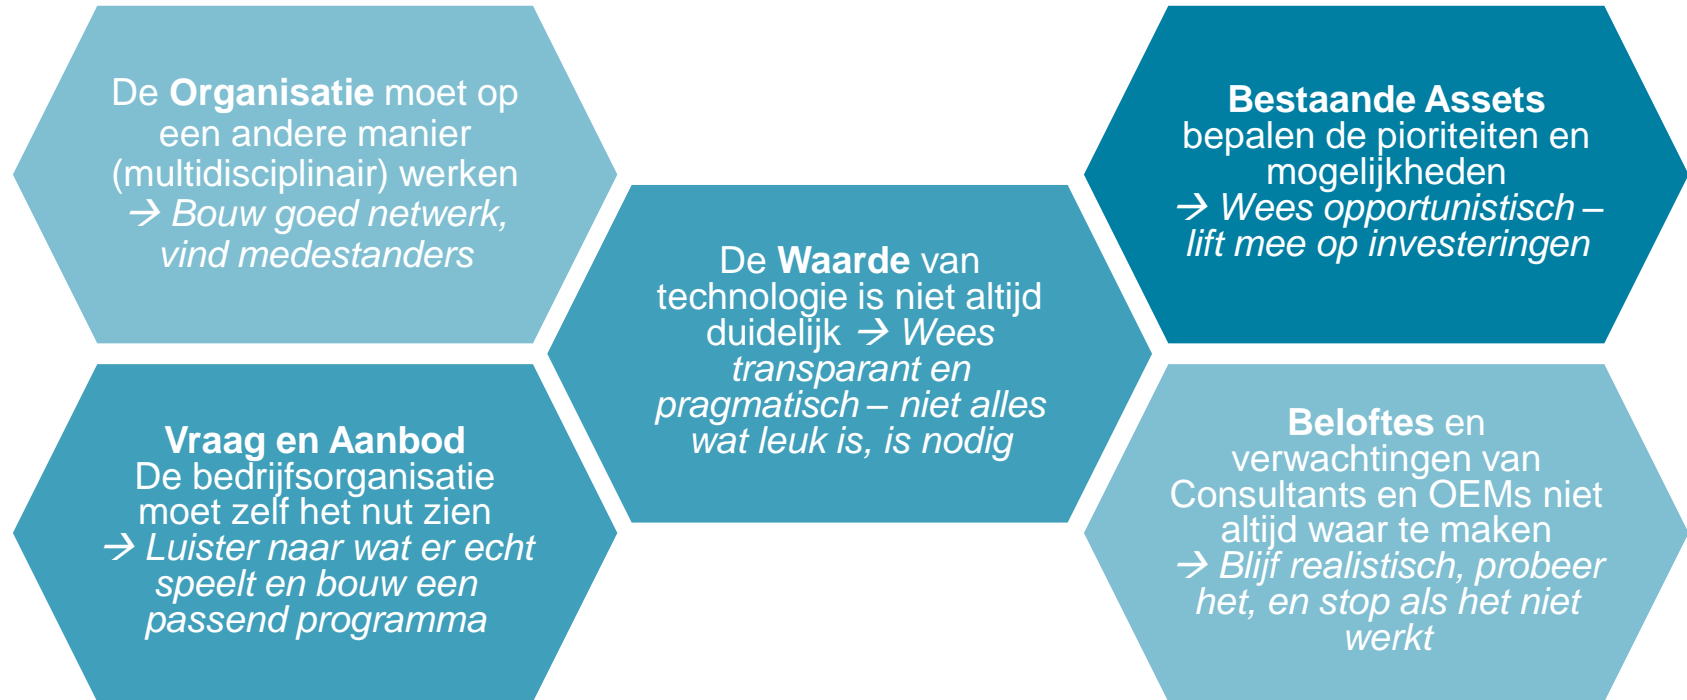 De Organisatie moet op
een andere manier
(multidisciplinair) werken
→ Bouw goed netwerk,
vind medestanders
Vraag en Aanbod
De bedrijfsorganisatie
moet zelf het nut zien
→ Luister naar wat er echt
speelt en bouw een
passend programma
De Waarde van
technologie is niet altijd
duidelijk → Wees
transparant en
pragmatisch – niet alles
wat leuk is, is nodig
Bestaande Assets
bepalen de pioriteiten en
mogelijkheden
→ Wees opportunistisch –
lift mee op investeringen
Beloftes en
verwachtingen van
Consultants en OEMs niet
altijd waar te maken
→ Blijf realistisch, probeer
het, en stop als het niet
werkt